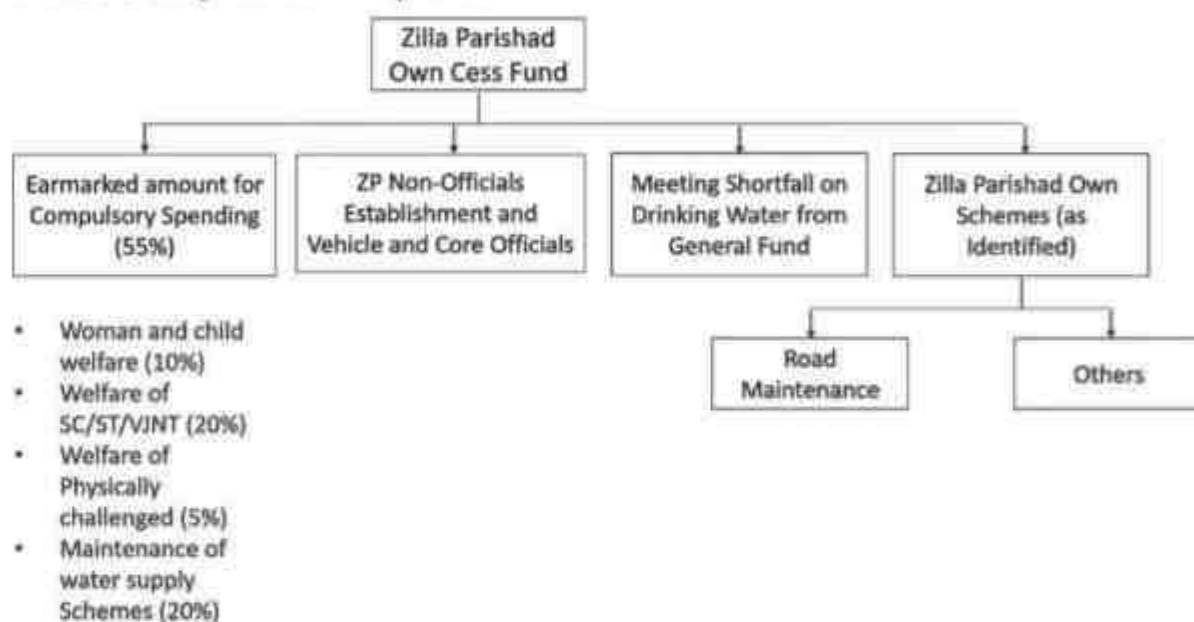 Zilla Parishad
Own Cess Fund
Earmarked amount for
Compulsory Spending
(55%)
ZP Non-Officials
Establishment and
Vehicle and Core Officials
Meeting Shortfall on
Drinking Water from
General Fund
Zilla Parishad Own
Schemes (as
Identified)
• Woman and child
welfare (10%)
• Welfare of
SC/ST/VJNT (20%)
• Welfare of
Physically
challenged (5%)
• Maintenance of
water supply
Schemes (20%)
Road
Maintenance
Others